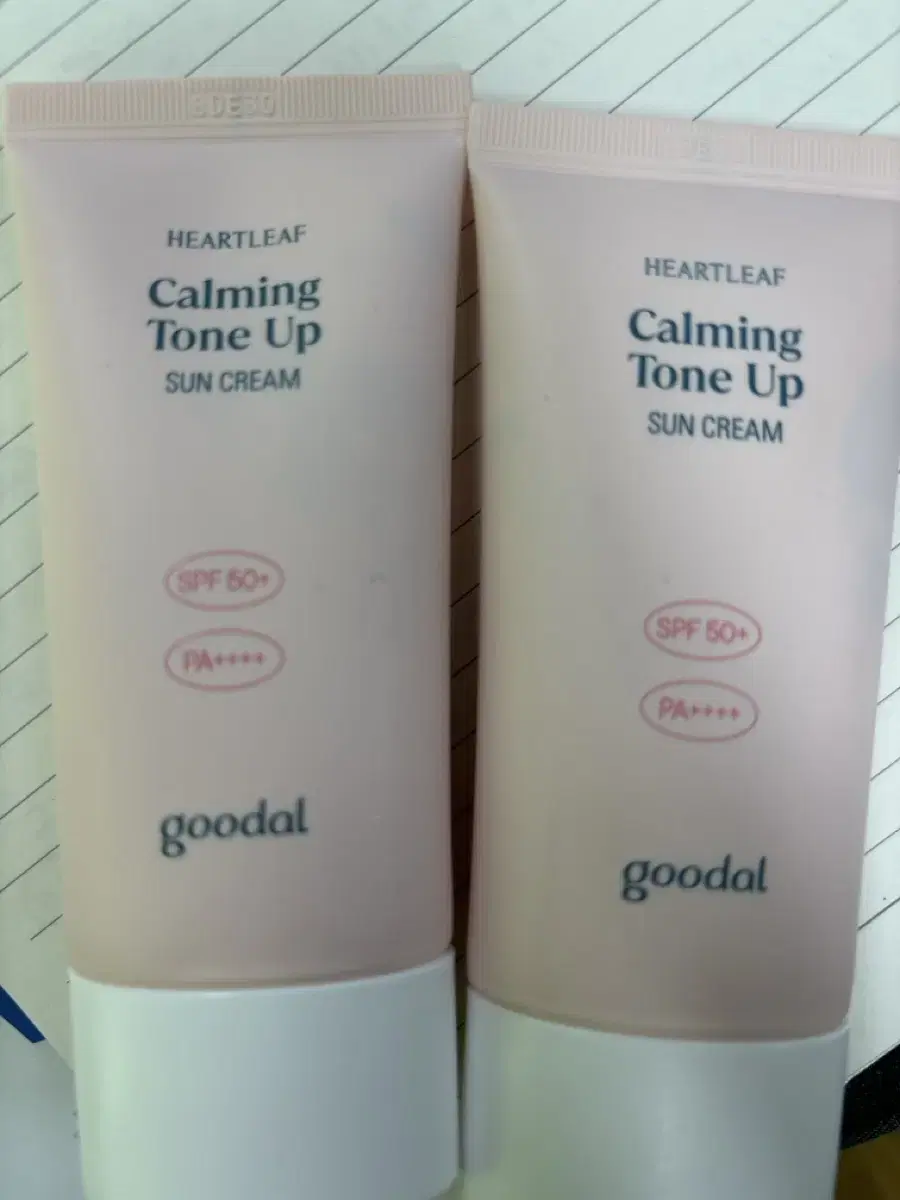 HEARTLEAF
Calming
Tone Up
SUN CREAM
SPF 50+
PA++++
goodal
HEARTLEAF
Calming
Tone Up
SUN CREAM
SPF 50+
PA++++
goodal